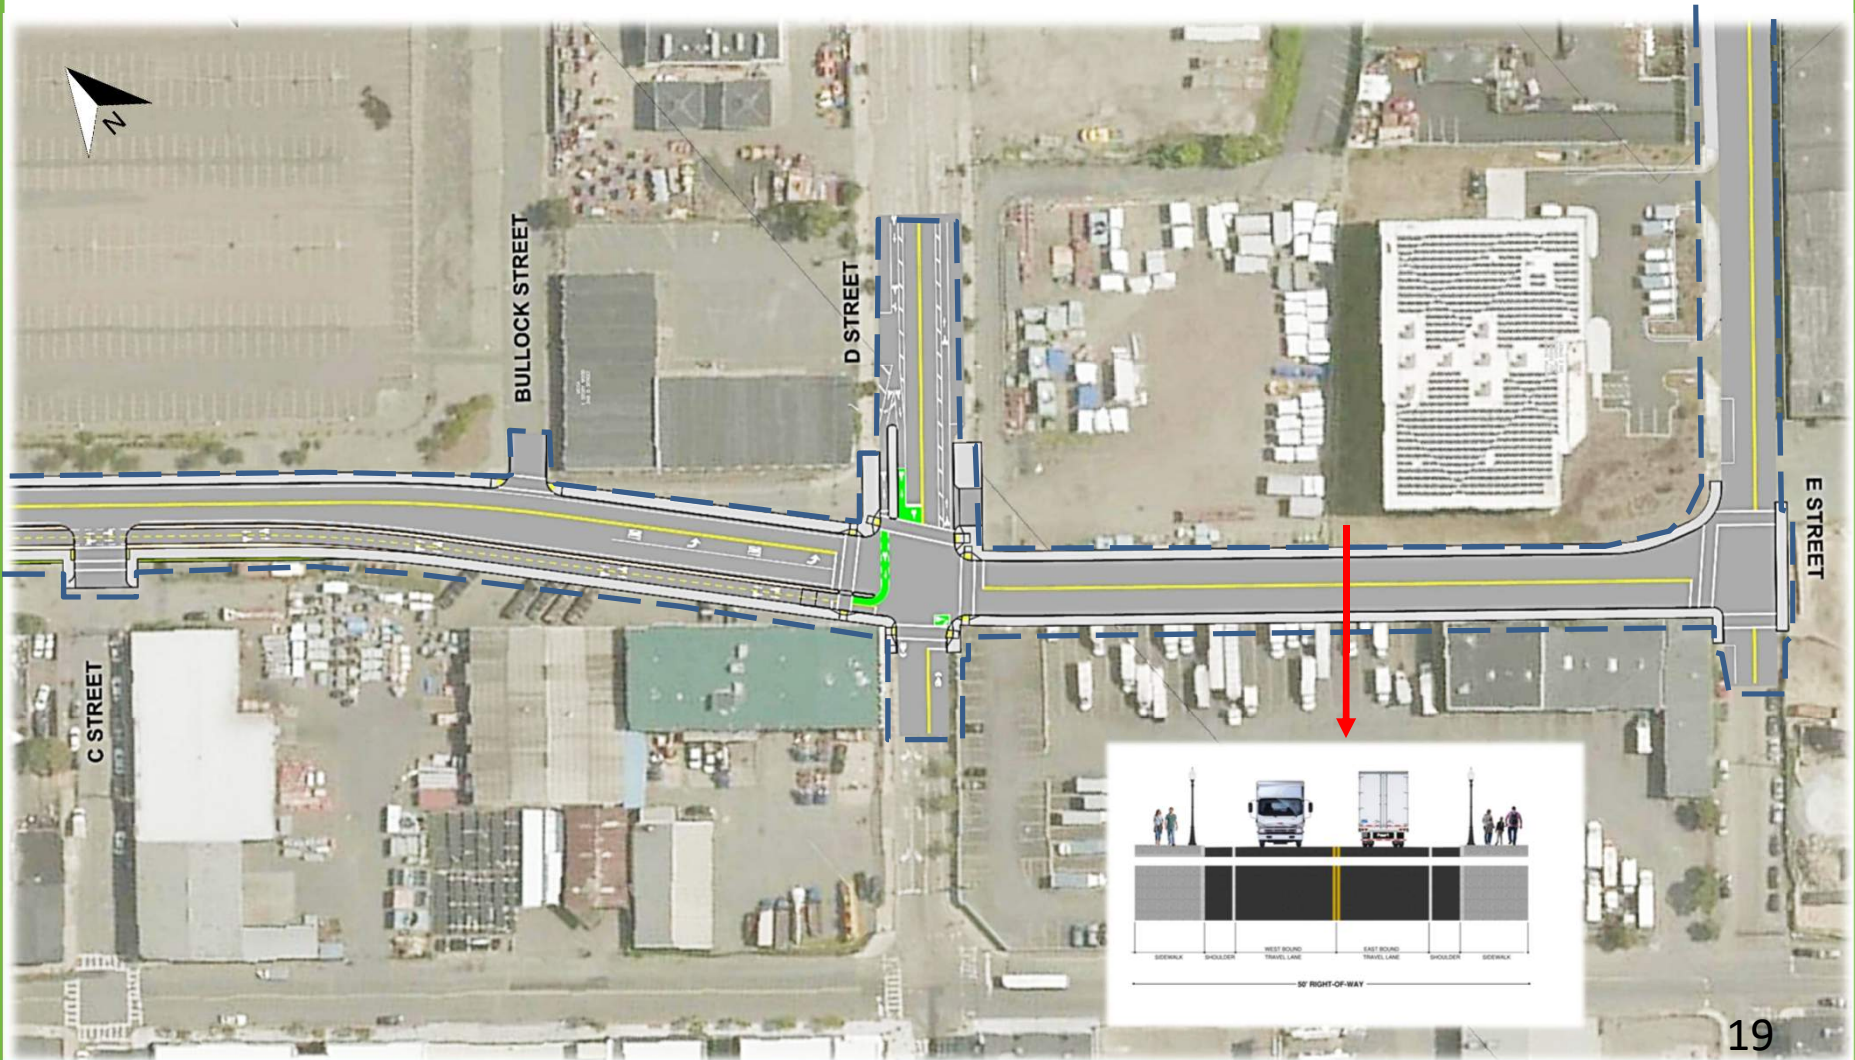 N
BULLOCK STREET
D STREET
E STREET
C STREET
SIDEWALK
SHOULDER
WEST BOUND
TRAVEL LANE
EAST BOUND
TRAVEL LANE
SHOULDER
SIDEWALK
50' RIGHT-OF-WAY
19